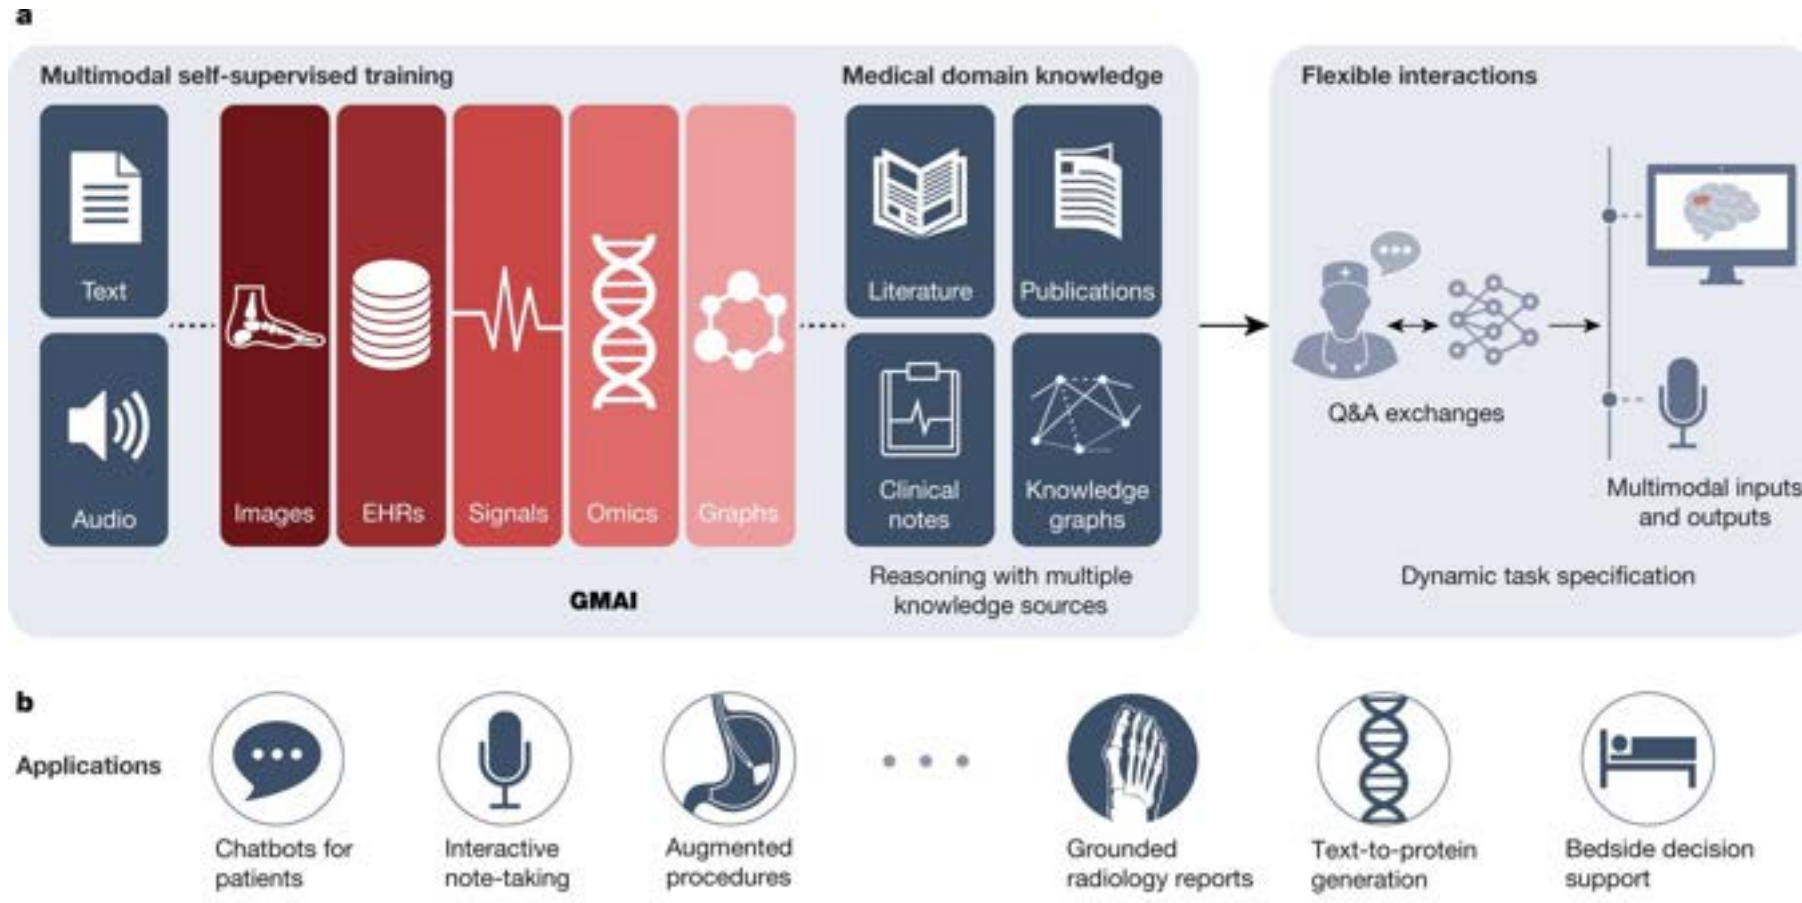 a
Multimodal self-supervised training
Medical domain knowledge
Flexible interactions
Text
Audio
Images
EHRs
Signals
Omics
Graphs
Literature
Publications
Clinical
notes
Knowledge
graphs
GMAI
Reasoning with multiple
knowledge sources
Q&A exchanges
Multimodal inputs
and outputs
Dynamic task specification
b
Applications
Chatbots for
patients
Interactive
note-taking
Augmented
procedures
Grounded
radiology reports
Text-to-protein
generation
Bedside decision
support